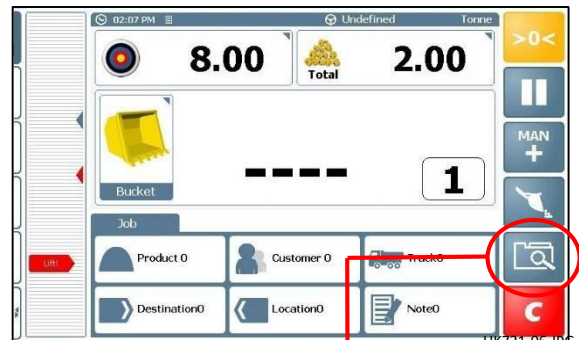 02:07 PM Undefined Tonne
8.00 Total 2.00
>0<
MAN
+
---- 1
Bucket
Job
Lift!
Product 0 Customer 0 Truck0
Destination0 Location0 Note0
C